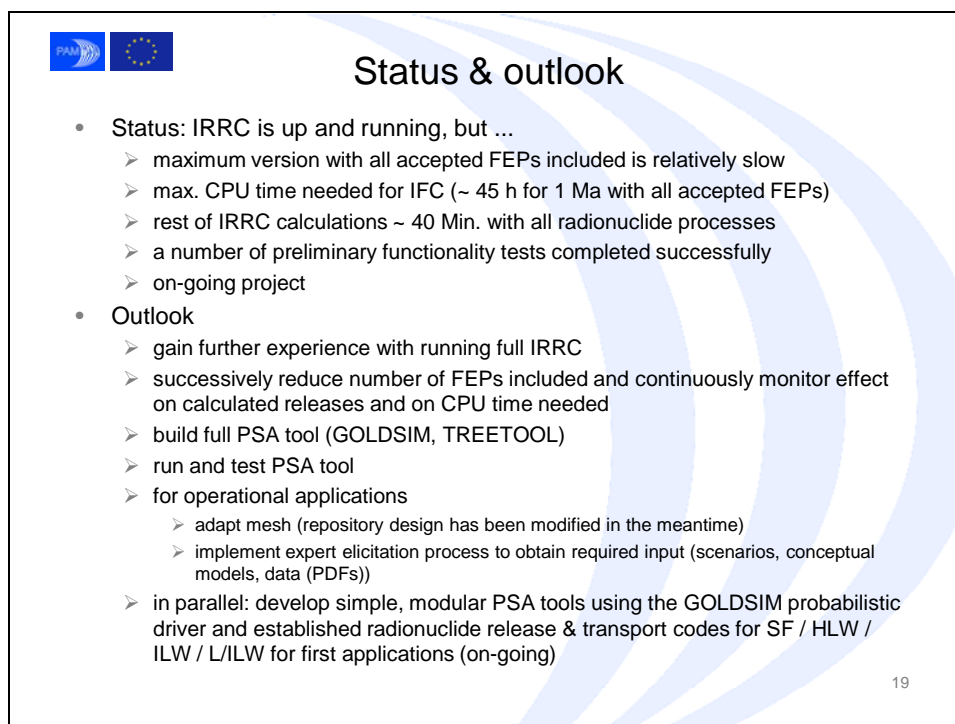 PAM
Status & outlook
• Status: IRRC is up and running, but ...
➢ maximum version with all accepted FEPs included is relatively slow
➢ max. CPU time needed for IFC (~ 45 h for 1 Ma with all accepted FEPs)
➢ rest of IRRC calculations ~ 40 Min. with all radionuclide processes
➢ a number of preliminary functionality tests completed successfully
➢ on-going project
• Outlook
➢ gain further experience with running full IRRC
➢ successively reduce number of FEPs included and continuously monitor effect
on calculated releases and on CPU time needed
➢ build full PSA tool (GOLDSIM, TREETOOL)
➢ run and test PSA tool
➢ for operational applications
➢ adapt mesh (repository design has been modified in the meantime)
➢ implement expert elicitation process to obtain required input (scenarios, conceptual
models, data (PDFs))
➢ in parallel: develop simple, modular PSA tools using the GOLDSIM probabilistic
driver and established radionuclide release & transport codes for SF / HLW /
ILW / L/ILW for first applications (on-going)
19